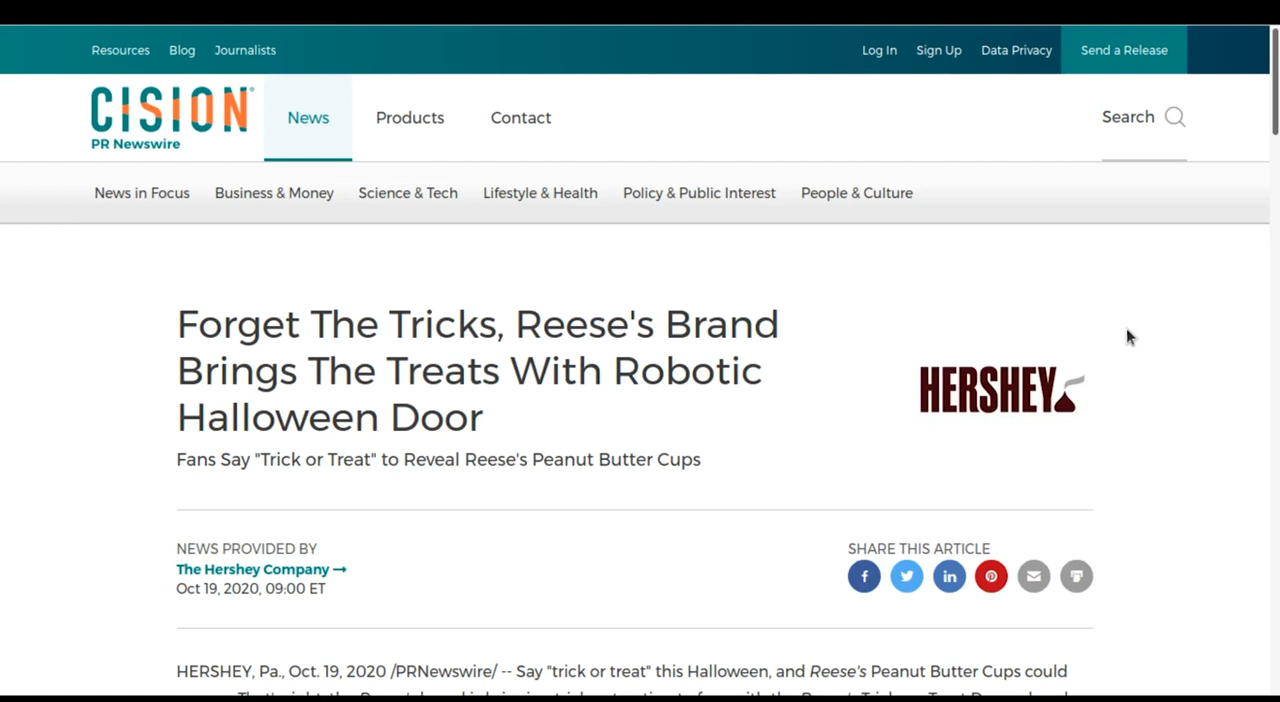 Resources Blog Journalists Log In Sign Up Data Privacy Send a Release
CISION
PR Newswire
News Products Contact Search
News in Focus Business & Money Science & Tech Lifestyle & Health Policy & Public Interest People & Culture
Forget The Tricks, Reese's Brand
Brings The Treats With Robotic
Halloween Door
HERSHEY
Fans Say "Trick or Treat" to Reveal Reese's Peanut Butter Cups
NEWS PROVIDED BY
The Hershey Company
Oct 19, 2020, 09:00 ET
SHARE THIS ARTICLE
HERSHEY, Pa., Oct. 19, 2020 /PRNewswire/ -- Say "trick or treat" this Halloween, and Reese's Peanut Butter Cups could